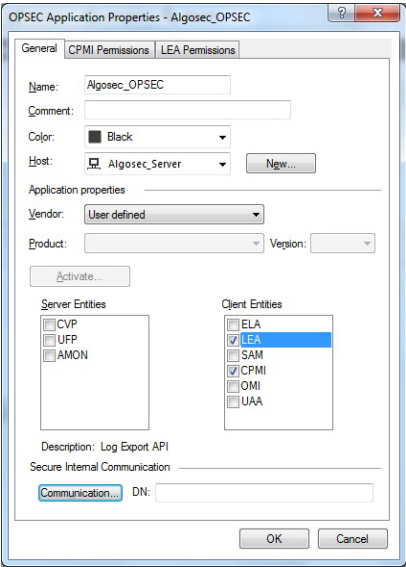 OPSEC Application Properties - Algosec_OPSEC
General CPMI Permissions LEA Permissions
Name: Algosec_OPSEC
Comment:
Color: Black
Host: Algosec_Server New...
Application properties
Vendor: User defined
Product: Version:
Activate...
Server Entities Client Entities
CVP ELA
UFP LEA
AMON SAM
CPMI
OMI
UAA
Description: Log Export API
Secure Internal Communication
Communication... DN:
OK Cancel